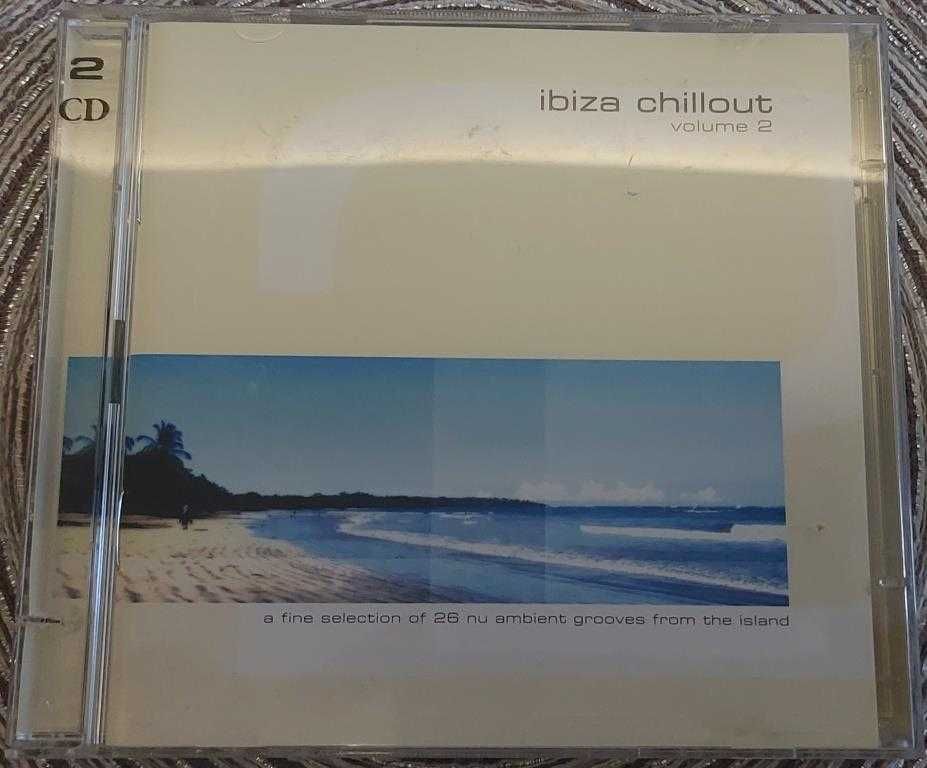 2
CD
ibiza chillout
volume 2
a fine selection of 26 nu ambient grooves from the island